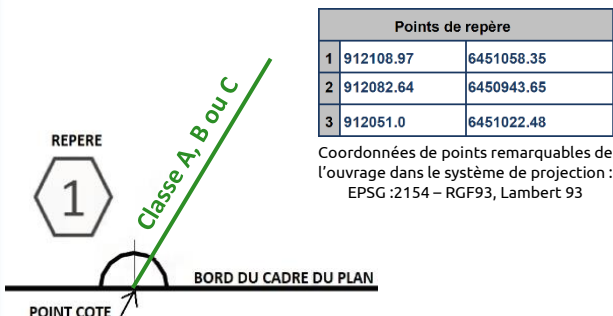 Points de repère
1 912108.97 6451058.35
2 912082.64 6450943.65
3 912051.0 6451022.48
Coordonnées de points remarquables de
l'ouvrage dans le système de projection :
EPSG :2154 – RGF93, Lambert 93
REPERE
1
Classe A, B ou C
BORD DU CADRE DU PLAN
POINT COTE